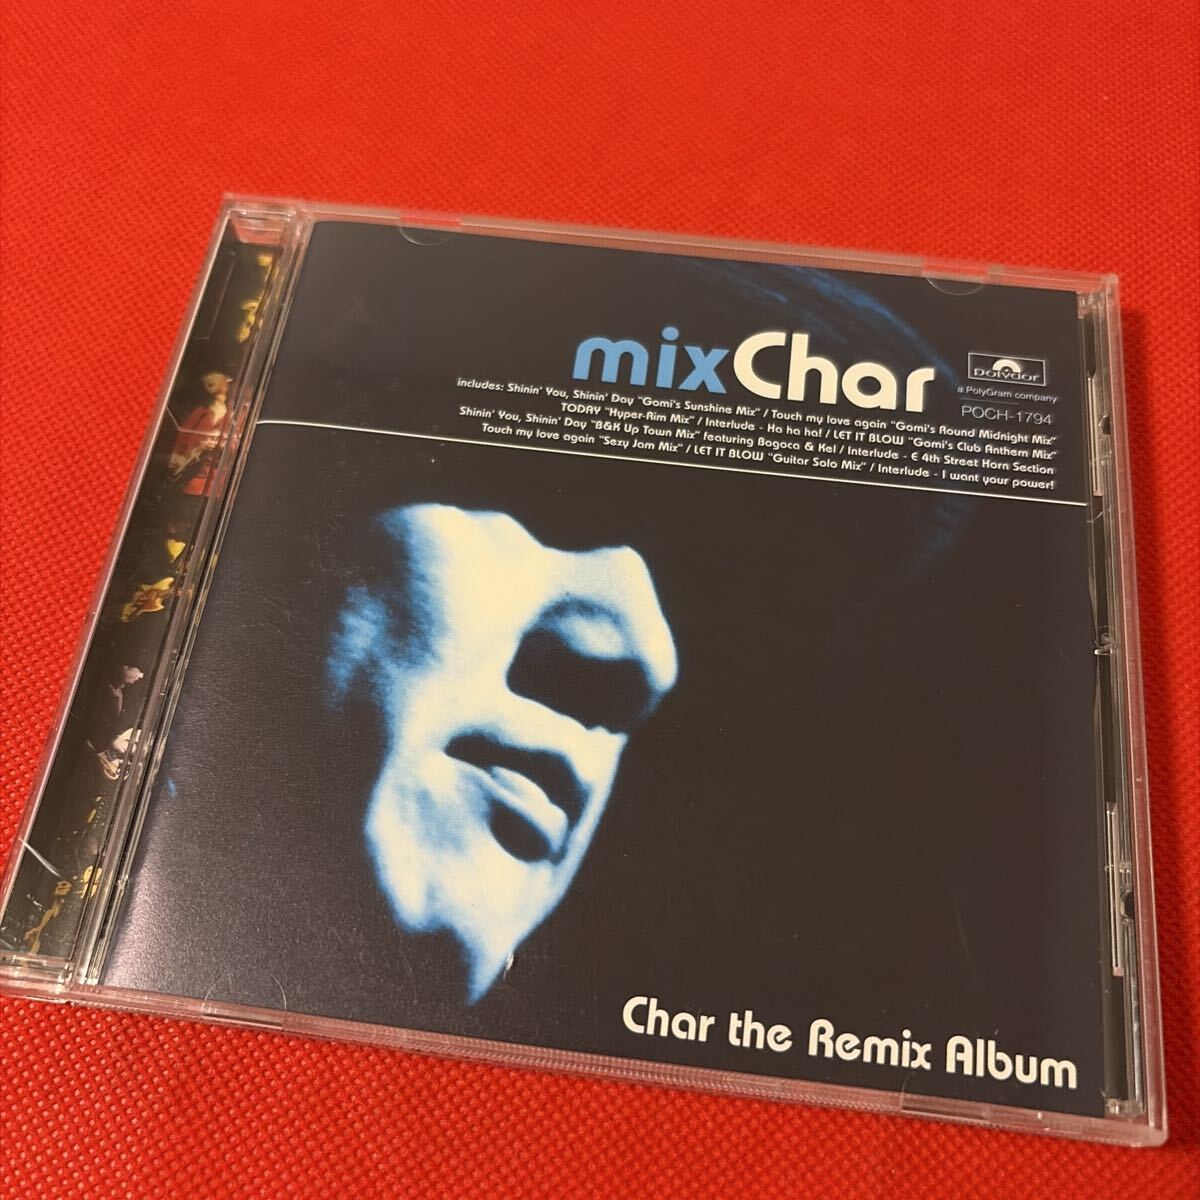 mixChar
Polydor
a PolyGram company
POCH-1794
includes: Shinin' You, Shinin' Day "Gomi's Sunshine Mix" / Touch my love again "Gomi's Round Midnight Mix"
TODAY "Hyper-Rim Mix" / Interlude - Ha ha ha! / LET IT BLOW "Gomi's Club Anthem Mix"
Shinin' You, Shinin' Day "B&K Up Town Mix" featuring Bogaca & Kel / Interlude - E 4th Street Horn Section
Touch my love again "Sexy Jam Mix" / LET IT BLOW "Guitar Solo Mix" / Interlude - I want your power!
Char the Remix Album